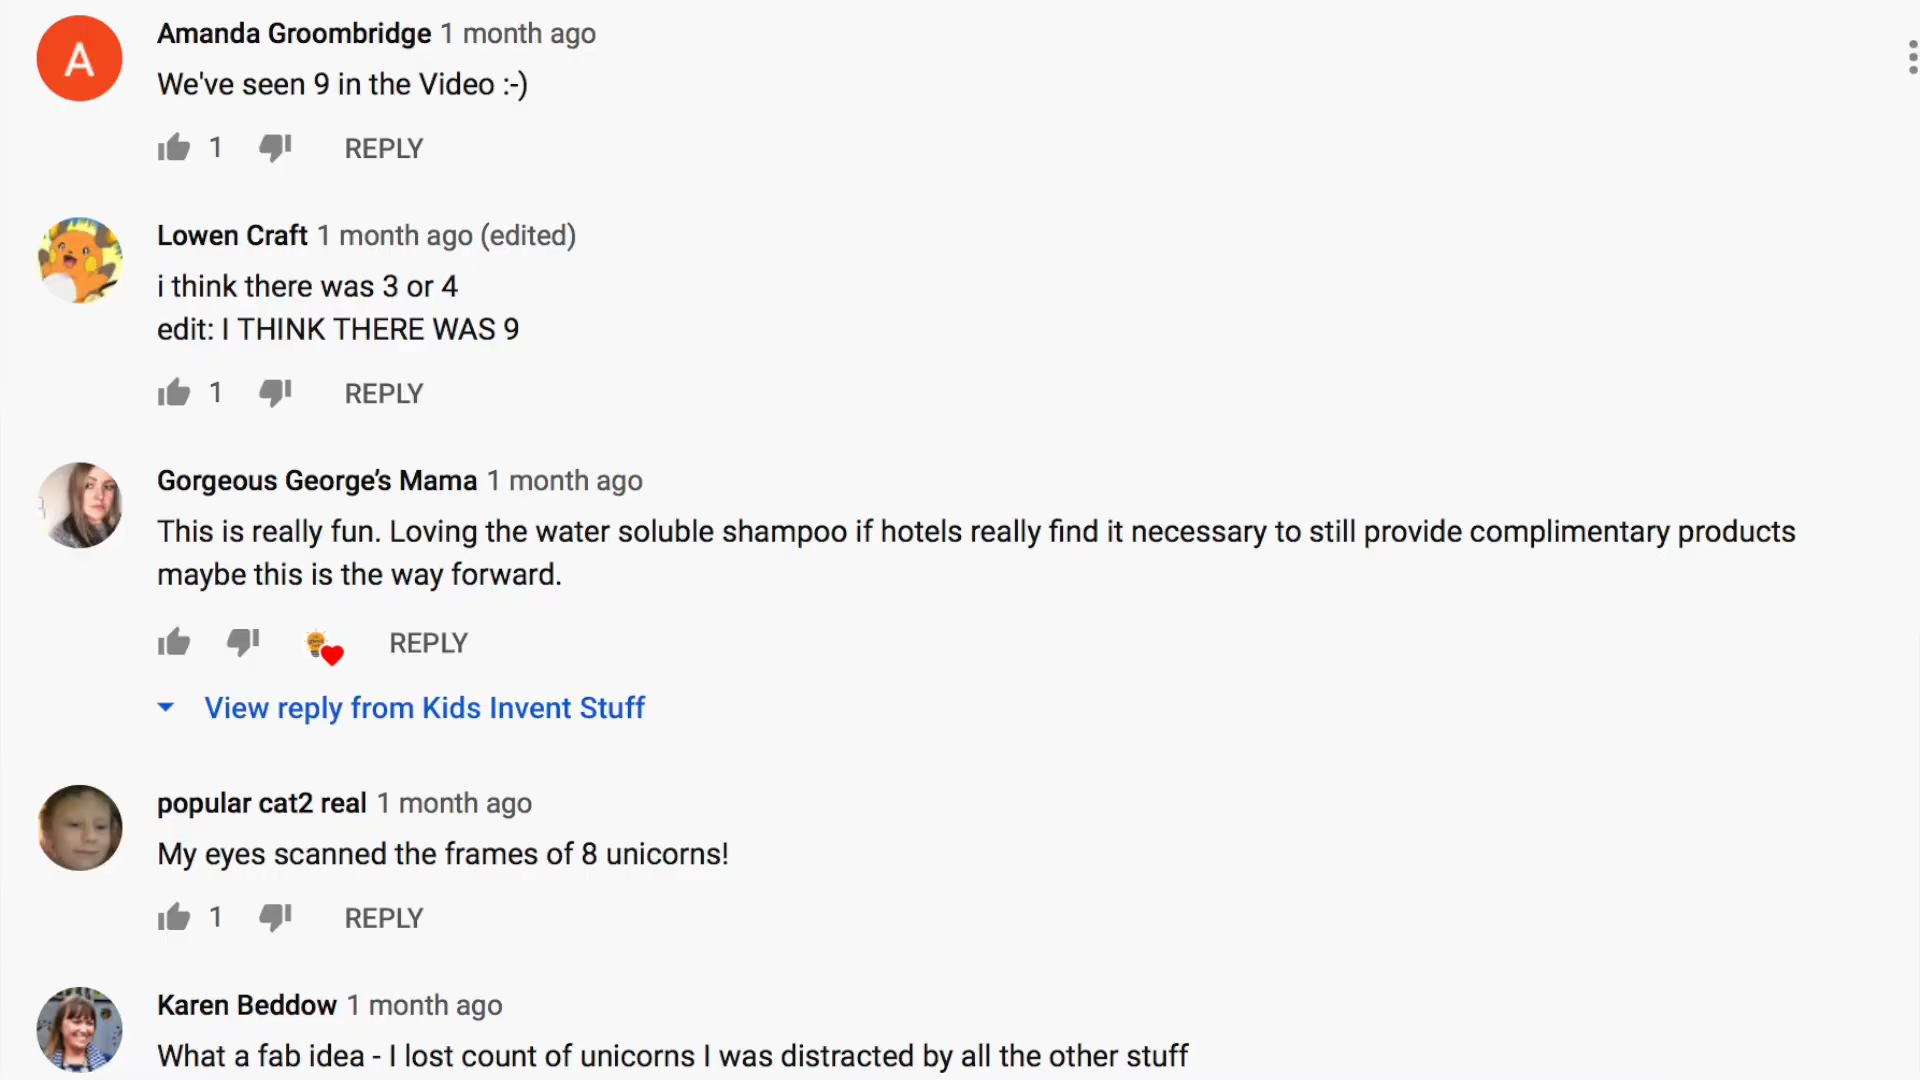 A
Amanda Groombridge 1 month ago
We've seen 9 in the Video :-)
1 REPLY
Lowen Craft 1 month ago (edited)
i think there was 3 or 4
edit: I THINK THERE WAS 9
1 REPLY
Gorgeous George’s Mama 1 month ago
This is really fun. Loving the water soluble shampoo if hotels really find it necessary to still provide complimentary products
maybe this is the way forward.
REPLY
View reply from Kids Invent Stuff
popular cat2 real 1 month ago
My eyes scanned the frames of 8 unicorns!
1 REPLY
Karen Beddow 1 month ago
What a fab idea - I lost count of unicorns I was distracted by all the other stuff